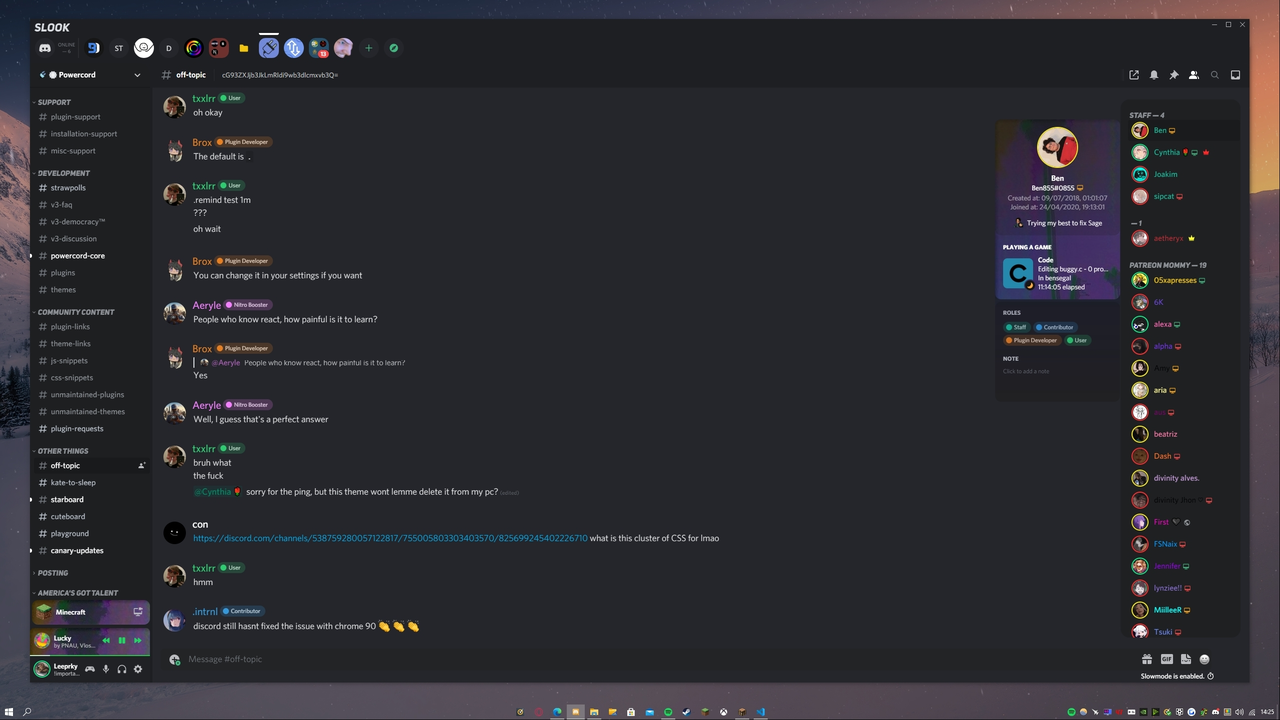 SLOOK
ONLINE
ST
D
13
Powercord
# off-topic
SUPPORT
# plugin-support
# installation-support
# misc-support
DEVELOPMENT
# strawpolls
# v3-faq
# v3-democracy™
# v3-discussion
# powercord-core
# plugins
# themes
COMMUNITY CONTENT
# plugin-links
# theme-links
# js-snippets
# css-snippets
# unmaintained-plugins
# unmaintained-themes
# plugin-requests
OTHER THINGS
# off-topic
# kate-to-sleep
# starboard
# cuteboard
# playground
# canary-updates
POSTING
AMERICA'S GOT TALENT
Minecraft
Lucky
by PNAU, Vlos...
Leeprky
!importa...
txxlrr User
oh okay
Brox Plugin Developer
The default is .
txxlrr User
.remind test 1m
???
oh wait
Brox Plugin Developer
You can change it in your settings if you want
Aeryle Nitro Booster
People who know react, how painful is it to learn?
Brox Plugin Developer
@Aeryle People who know react, how painful is it to learn?
Yes
Aeryle Nitro Booster
Well, I guess that's a perfect answer
txxlrr User
bruh what
the fuck
@Cynthia sorry for the ping, but this theme wont lemme delete it from my pc? (edited)
con
https://discord.com/channels/538759280057122817/755005803303403570/825699245402226710 what is this cluster of CSS for lmao
txxlrr User
hmm
.intrnl Contributor
discord still hasnt fixed the issue with chrome 90 👏 👏 👏
Message #off-topic
GIF
Slowmode is enabled.
Ben
Ben855#0855
Created at: 09/07/2018, 01:01:07
Joined at: 24/04/2020, 19:13:01
Trying my best to fix Sage
PLAYING A GAME
Code
Editing buggy.c - 0 pro...
In bensegal
11:14:05 elapsed
ROLES
Staff Contributor
Plugin Developer User
NOTE
Click to add a note
STAFF — 4
Ben
Cynthia
Joakim
sipcat
— 1
aetheryx
PATREON MOMMY — 19
05xapresses
6K
alexa
alpha
aria
beatriz
Dash
divinity alves.
First
FSNaix
Jennifer
lynziee!!
MiilleeR
Tsuki
14:25